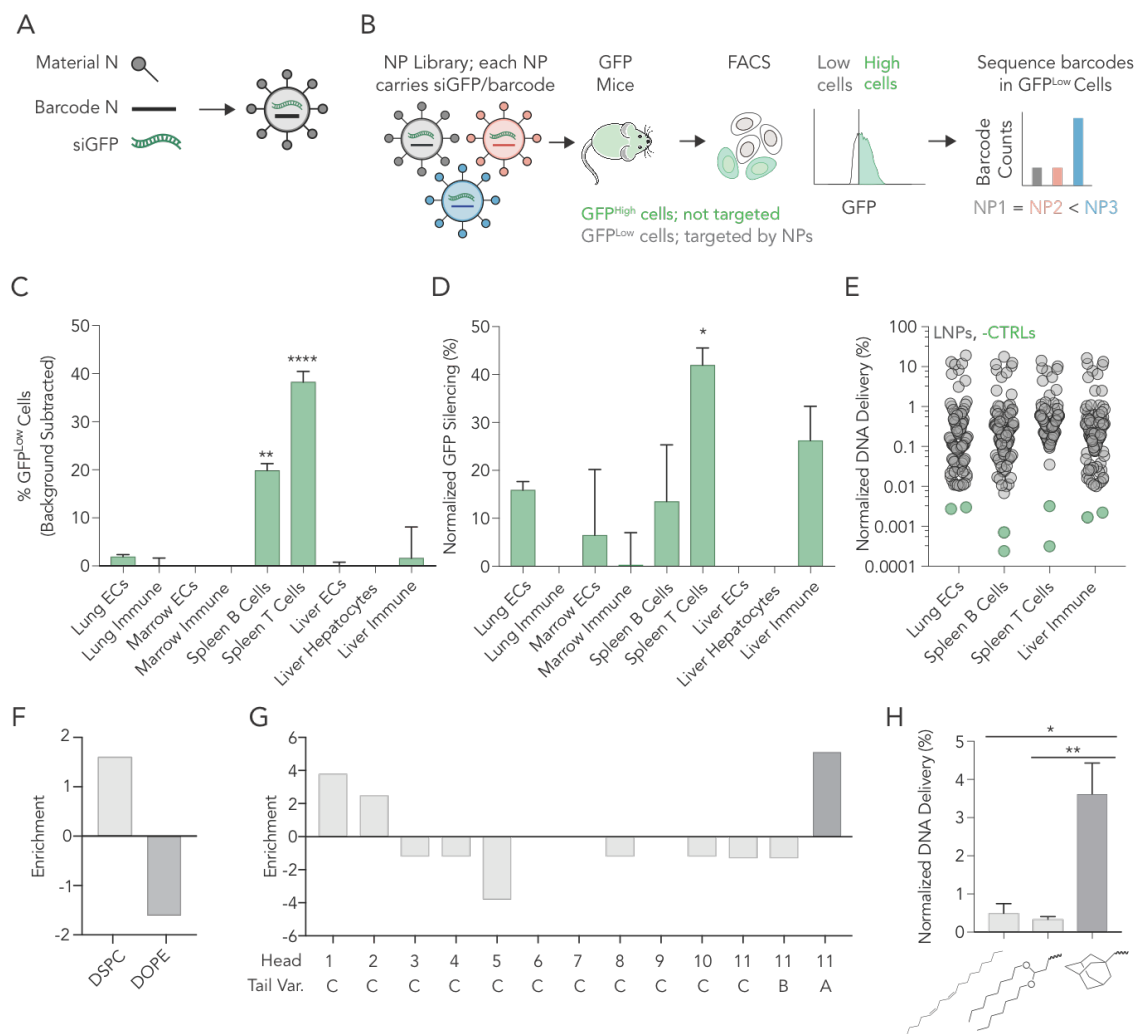 A
Material N
Barcode N
siGFP
B
NP Library; each NP
carries siGFP/barcode
GFP
Mice
FACS
Low
cells
High
cells
GFP
Sequence barcodes
in GFPLow Cells
Barcode
Counts
NP1 = NP2 < NP3
GFPHigh cells; not targeted
GFPLow cells; targeted by NPs
C
% GFPLow Cells
(Background Subtracted)
50
40
30
20
10
0
**
****
Lung ECs
Lung Immune
Marrow ECs
Marrow Immune
Spleen B Cells
Spleen T Cells
Liver ECs
Liver Hepatocytes
Liver Immune
D
Normalized GFP Silencing (%)
50
40
30
20
10
0
*
Lung ECs
Lung Immune
Marrow ECs
Marrow Immune
Spleen B Cells
Spleen T Cells
Liver ECs
Liver Hepatocytes
Liver Immune
E
Normalized DNA Delivery (%)
LNPs, -CTRLs
100
10
1
0.1
0.01
0.001
0.0001
Lung ECs
Spleen B Cells
Spleen T Cells
Liver Immune
F
Enrichment
2
1
0
-1
-2
DSPC
DOPE
G
Enrichment
6
4
2
0
-2
-4
-6
Head 1 2 3 4 5 6 7 8 9 10 11 11 11
Tail Var. C C C C C C C C C C C B A
H
Normalized DNA Delivery (%)
5
4
3
2
1
0
*
**
O
O